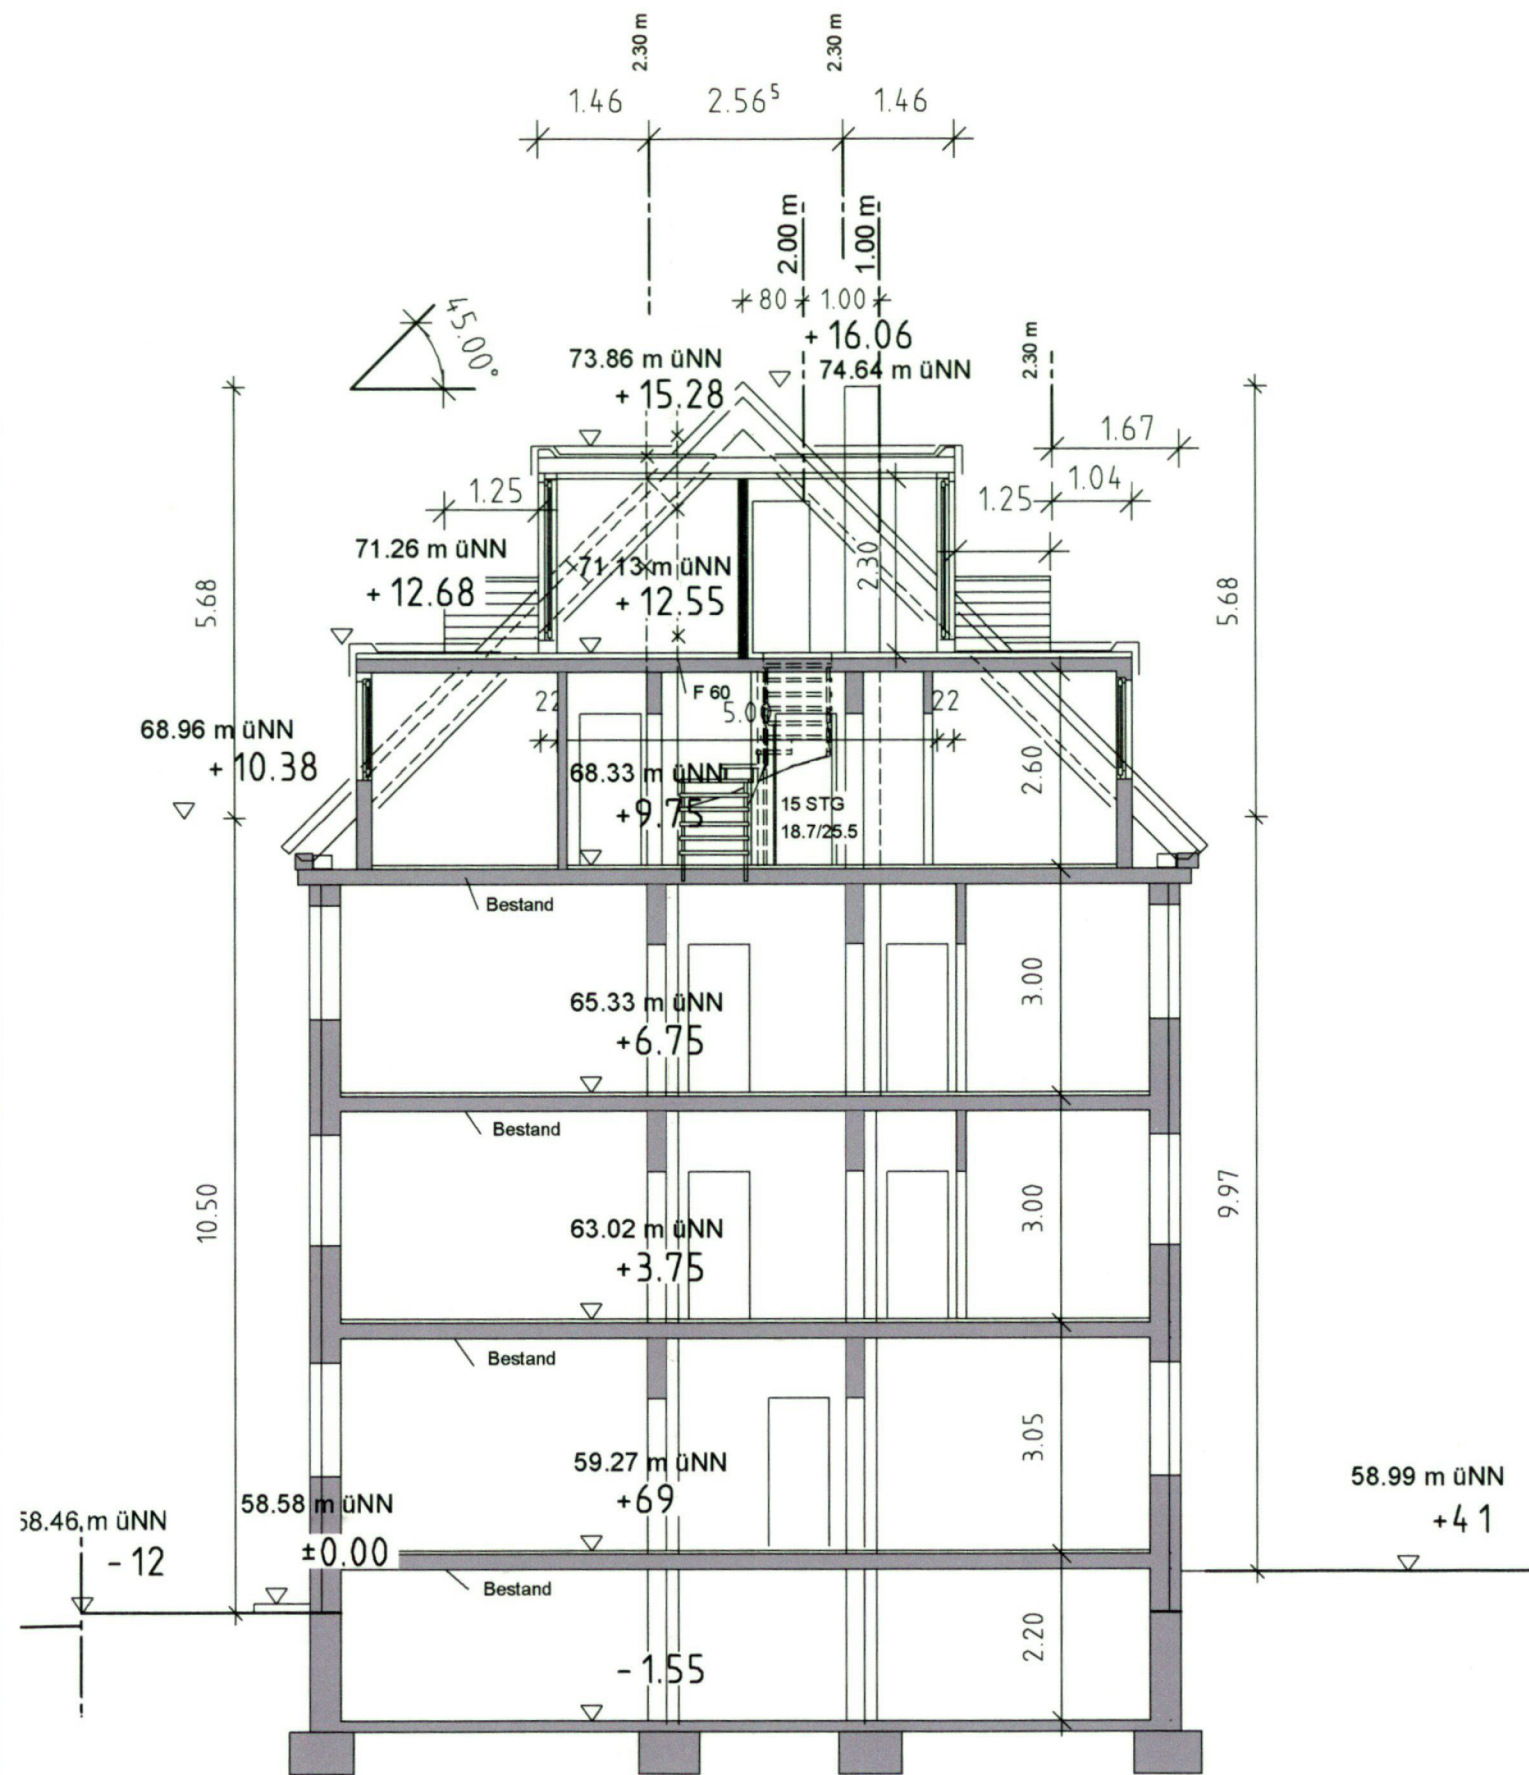 2.30 m
2.30 m
1.46
2.56⁵
1.46
2.00 m
1.00 m
80
1.00
45.00°
+ 16.06
74.64 m üNN
73.86 m üNN
+ 15.28
2.30 m
1.67
1.25
1.25
1.04
71.26 m üNN
+ 12.68
71.13 m üNN
+ 12.55
2.30
5.68
5.68
22
F 60
5.00
22
68.96 m üNN
+ 10.38
68.33 m üNN
+9.75
15 STG
18.7/25.5
2.60
Bestand
65.33 m üNN
+6.75
3.00
Bestand
10.50
63.02 m üNN
+3.75
3.00
9.97
Bestand
59.27 m üNN
+69
3.05
58.99 m üNN
+41
58.46 m üNN
-12
58.58 m üNN
±0.00
Bestand
-1.55
2.20